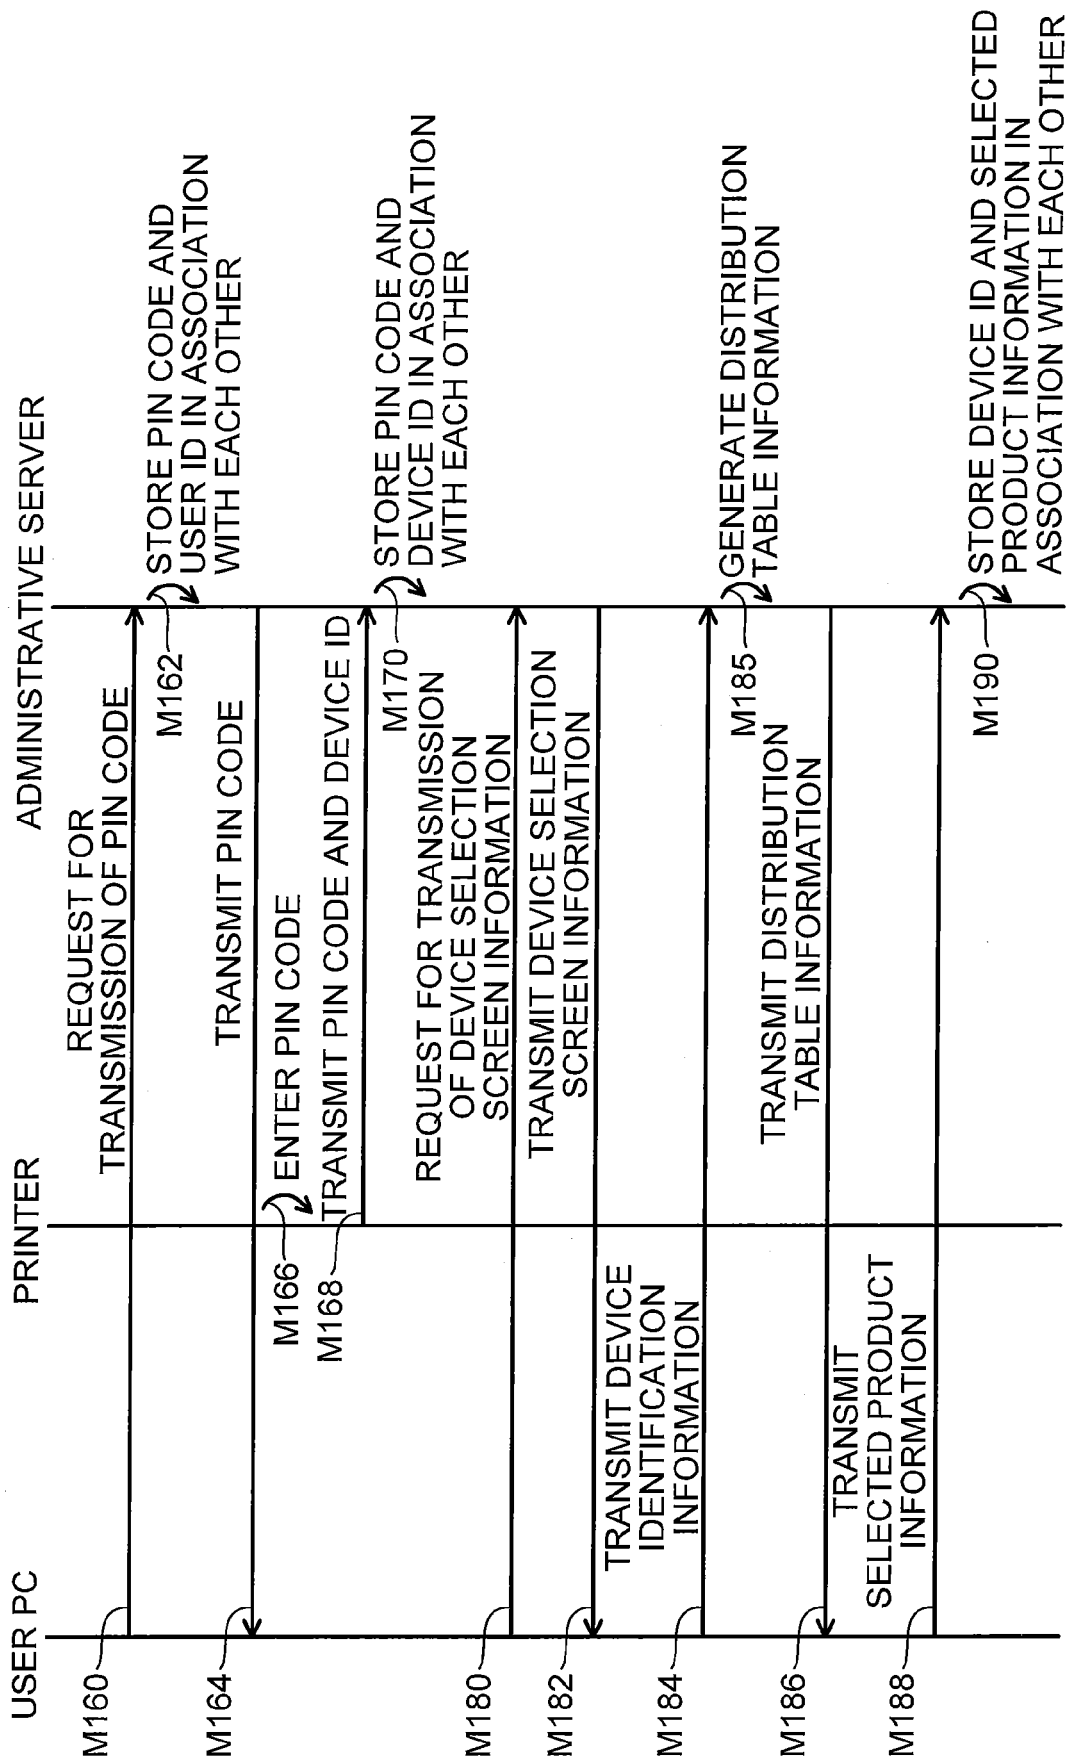 USER PC
PRINTER
ADMINISTRATIVE SERVER
M160
REQUEST FOR
TRANSMISSION OF PIN CODE
M162
STORE PIN CODE AND
USER ID IN ASSOCIATION
WITH EACH OTHER
M164
TRANSMIT PIN CODE
M166
ENTER PIN CODE
M168
TRANSMIT PIN CODE AND DEVICE ID
M170
STORE PIN CODE AND
DEVICE ID IN ASSOCIATION
WITH EACH OTHER
M180
REQUEST FOR TRANSMISSION
OF DEVICE SELECTION
SCREEN INFORMATION
M182
TRANSMIT DEVICE SELECTION
SCREEN INFORMATION
M184
TRANSMIT DEVICE
IDENTIFICATION
INFORMATION
M185
GENERATE DISTRIBUTION
TABLE INFORMATION
M186
TRANSMIT DISTRIBUTION
TABLE INFORMATION
M188
TRANSMIT
SELECTED PRODUCT
INFORMATION
M190
STORE DEVICE ID AND SELECTED
PRODUCT INFORMATION IN
ASSOCIATION WITH EACH OTHER